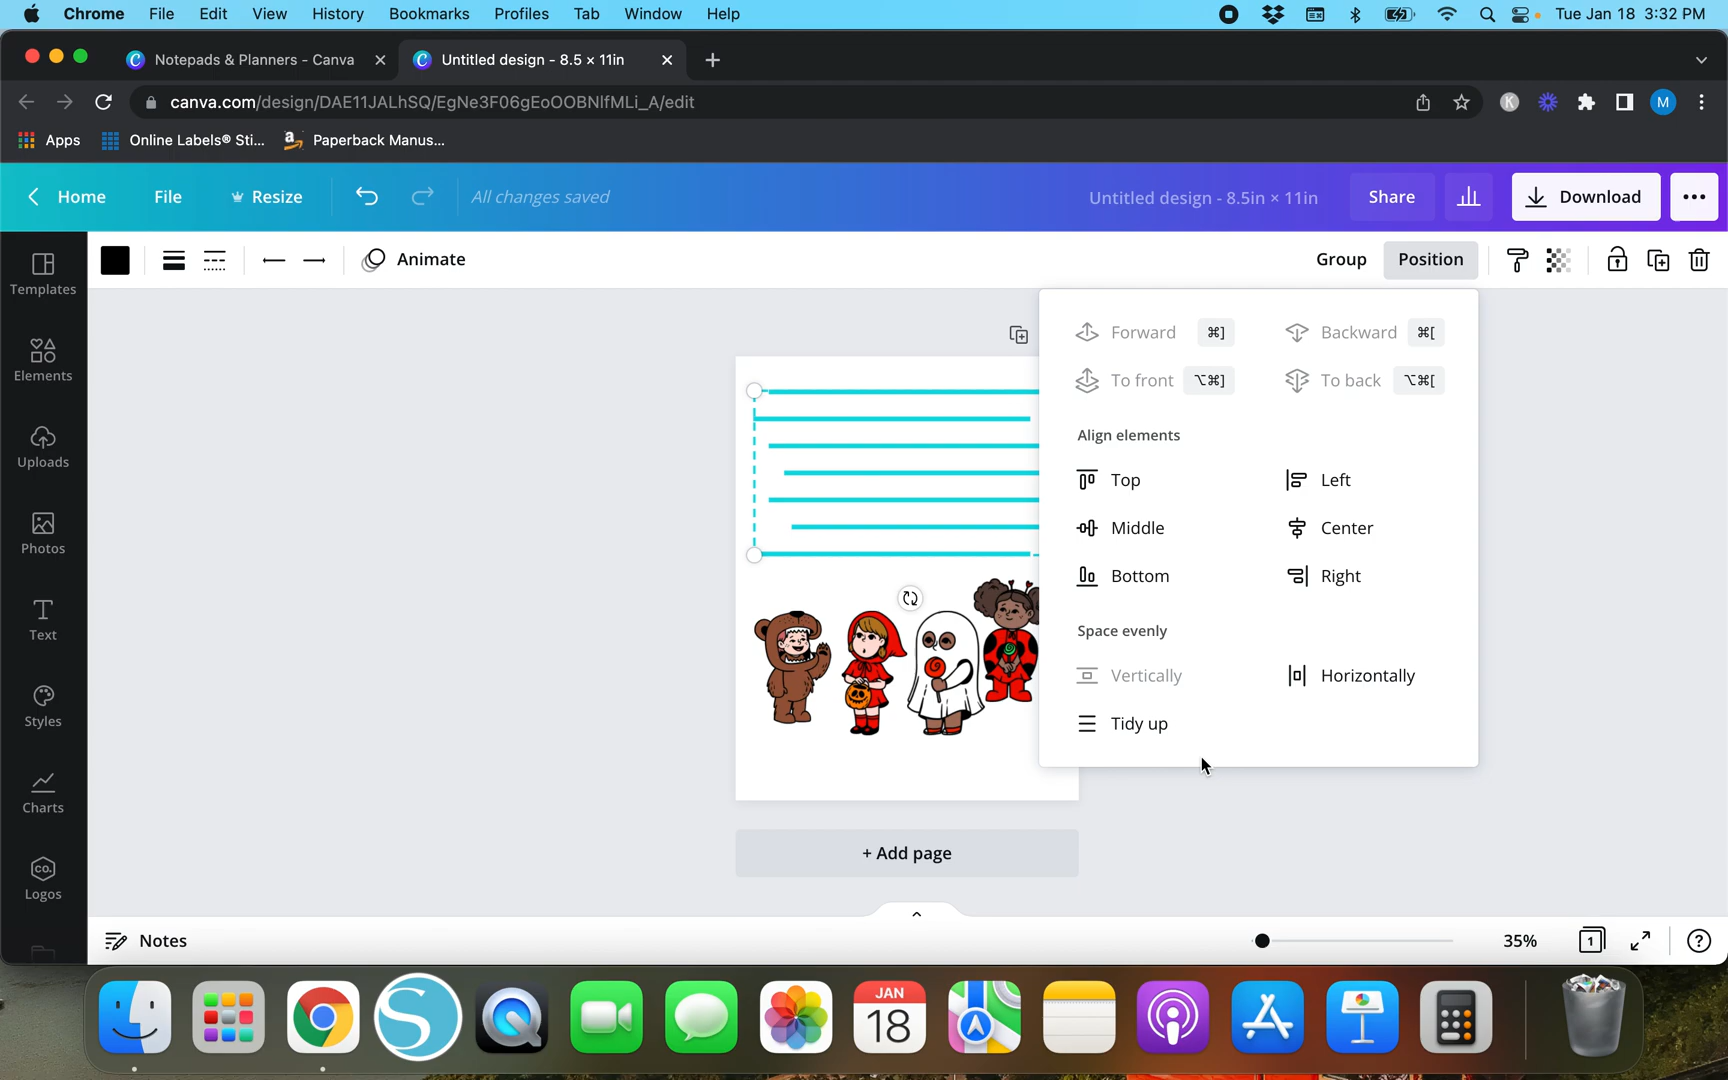 Chrome File Edit View History Bookmarks Profiles Tab Window Help Tue Jan 18 3:32 PM
Notepads & Planners - Canva Untitled design - 8.5 × 11in
canva.com/design/DAE11JALhSQ/EgNe3F06gEoOOBNlfMLi_A/edit K M
Apps Online Labels® Sti... a Paperback Manus...
Home File Resize All changes saved Untitled design - 8.5in × 11in Share Download
Animate Group Position
Templates
Elements
Uploads
Photos
Text
Styles
Charts
CO.
Logos
Forward ⌘] Backward ⌘[
To front ⌥⌘] To back ⌥⌘[
Align elements
Top Left
Middle Center
Bottom Right
Space evenly
Vertically Horizontally
Tidy up
+ Add page
Notes 35% 1 ?
JAN
18